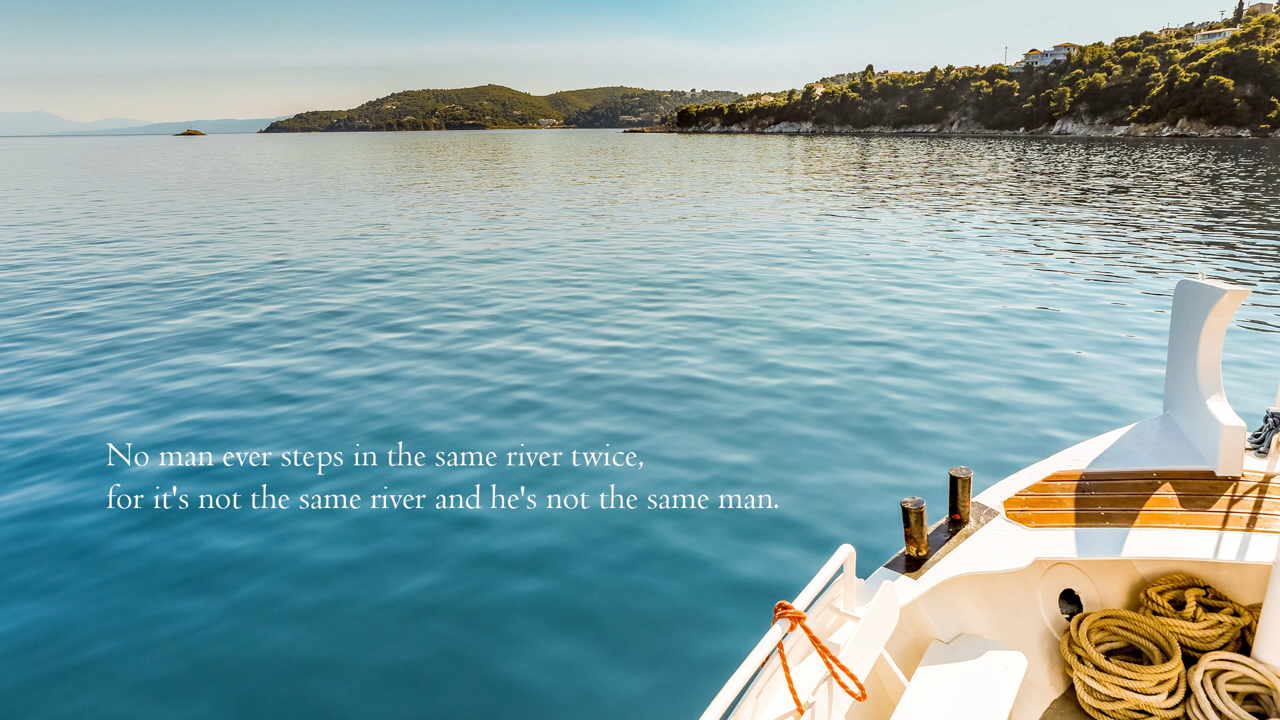 No man ever steps in the same river twice,
for it's not the same river and he's not the same man.